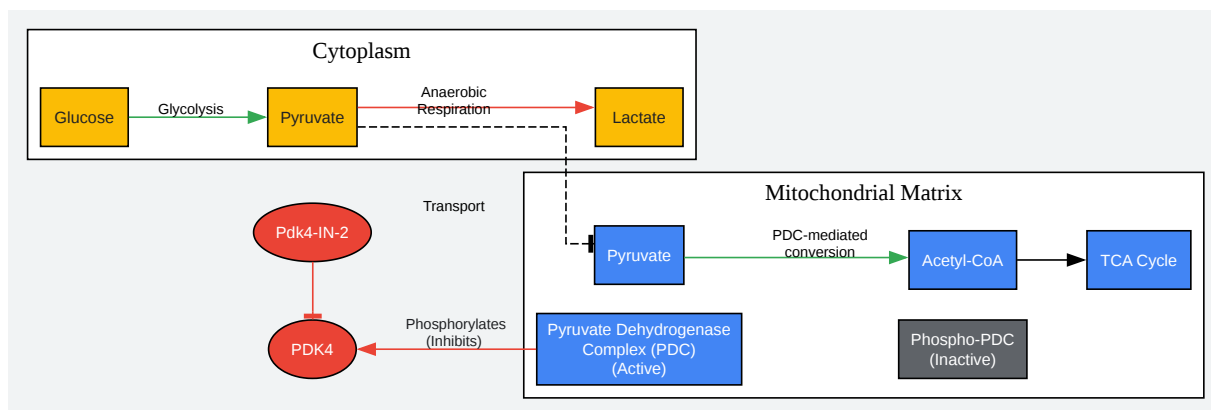 Cytoplasm
Glucose
Glycolysis
Pyruvate
Anaerobic
Respiration
Lactate
Transport
Mitochondrial Matrix
Pdk4-IN-2
Pyruvate
PDC-mediated
conversion
Acetyl-CoA
TCA Cycle
PDK4
Phosphorylates
(Inhibits)
Pyruvate Dehydrogenase
Complex (PDC)
(Active)
Phospho-PDC
(Inactive)